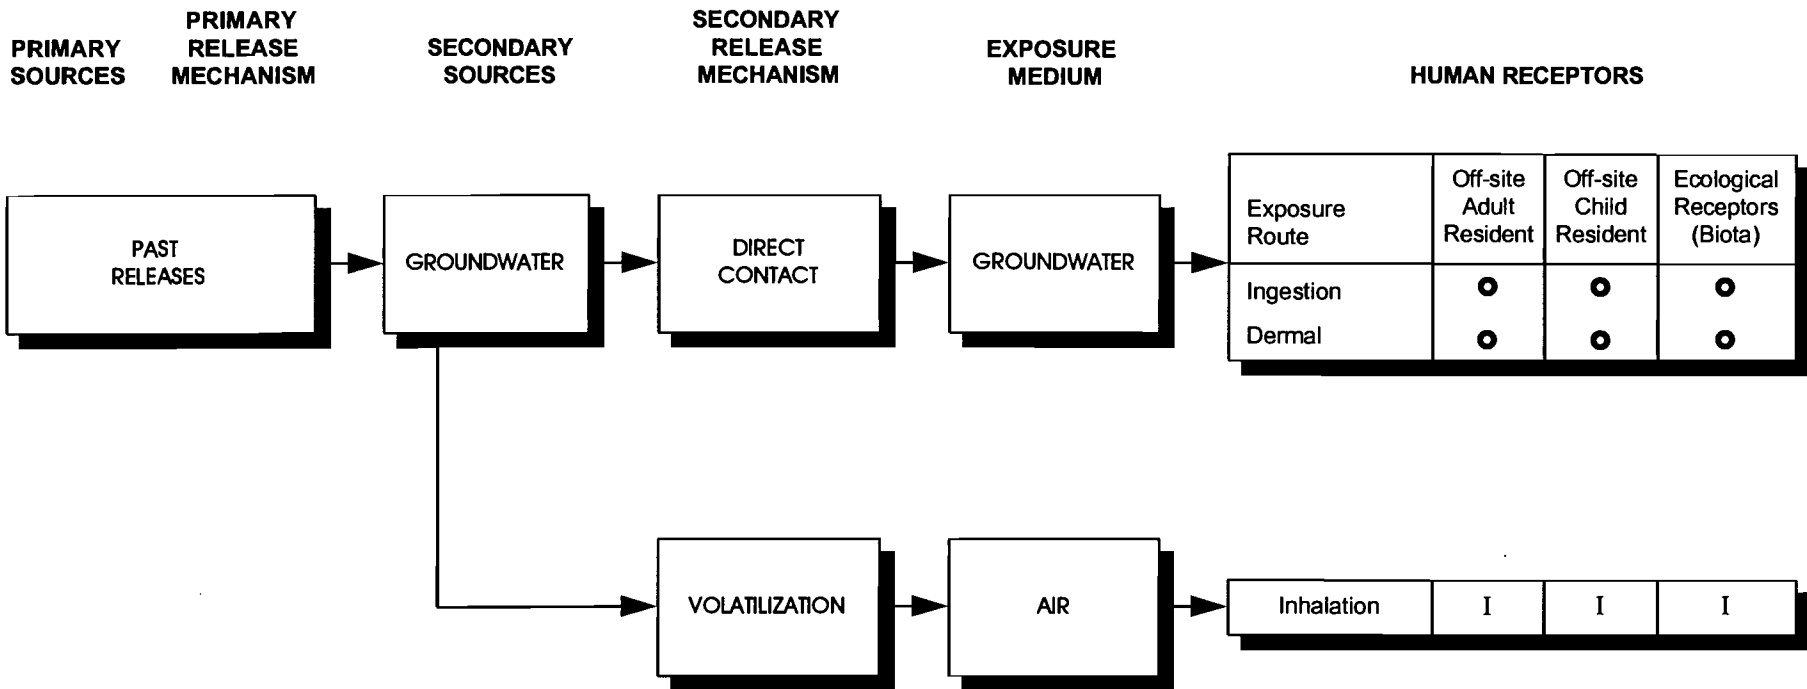 PRIMARY
SOURCES
PRIMARY
RELEASE
MECHANISM
SECONDARY
SOURCES
SECONDARY
RELEASE
MECHANISM
EXPOSURE
MEDIUM
HUMAN RECEPTORS
PAST
RELEASES
GROUNDWATER
DIRECT
CONTACT
GROUNDWATER
Exposure
Route
Off-site
Adult
Resident
Off-site
Child
Resident
Ecological
Receptors
(Biota)
Ingestion
Dermal
VOLATILIZATION
AIR
Inhalation I I I